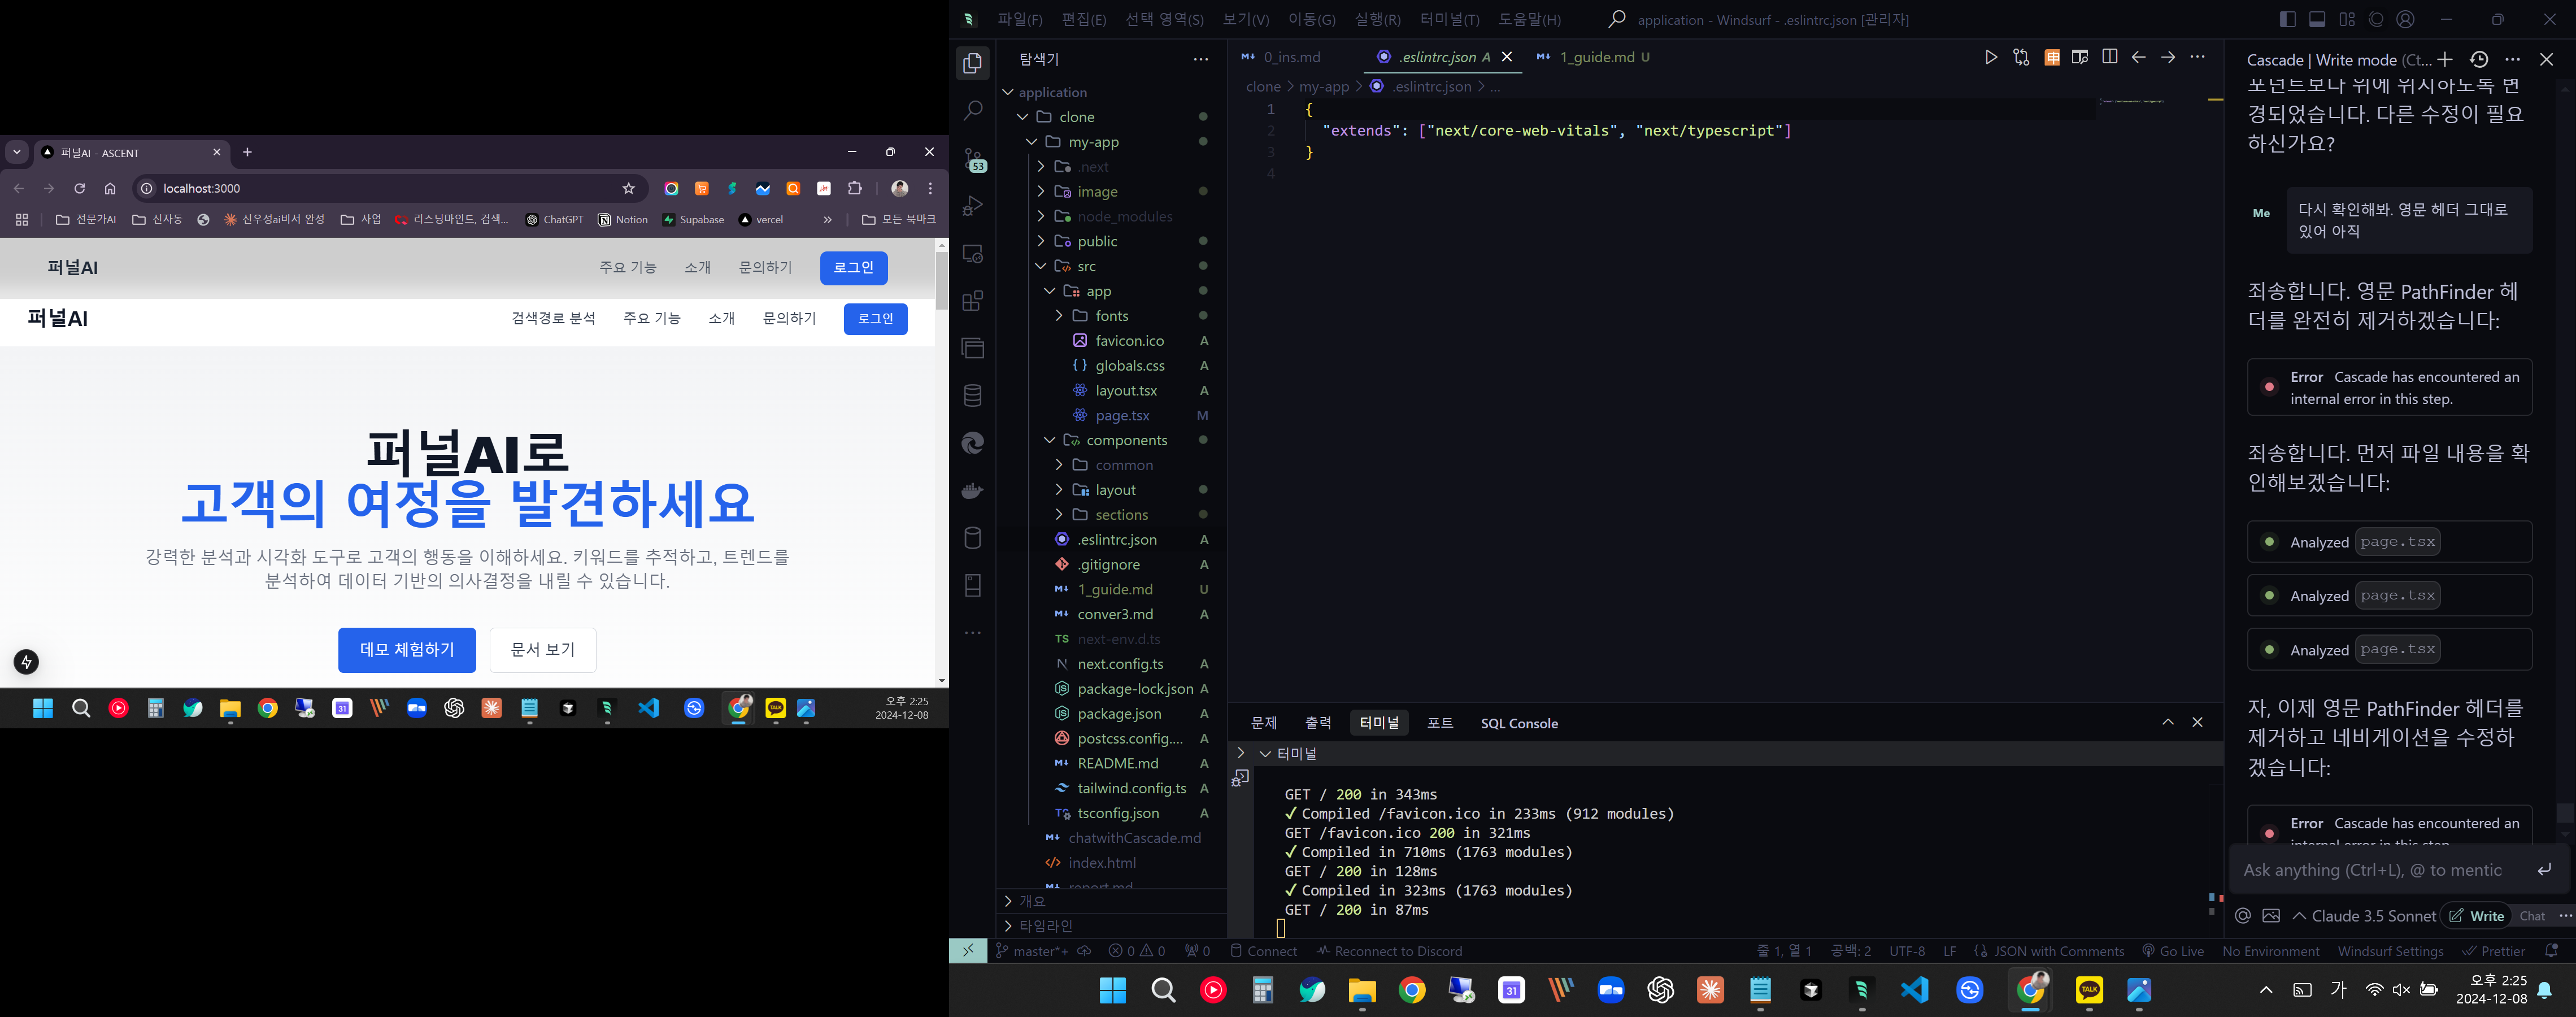 퍼널AI - ASCENT
localhost:3000
전문가AI
신자동
신우성ai비서 완성
사업
리스닝마인드, 검색...
ChatGPT
Notion
Supabase
vercel
»
모든 북마크
퍼널AI
주요 기능
소개
문의하기
로그인
퍼널AI
검색경로 분석
주요 기능
소개
문의하기
로그인
퍼널AI로
고객의 여정을 발견하세요
강력한 분석과 시각화 도구로 고객의 행동을 이해하세요. 키워드를 추적하고, 트렌드를
분석하여 데이터 기반의 의사결정을 내릴 수 있습니다.
데모 체험하기
문서 보기
오후 2:25
2024-12-08
파일(F) 편집(E) 선택 영역(S) 보기(V) 이동(G) 실행(R) 터미널(T) 도움말(H)
application - Windsurf - .eslintrc.json [관리자]
탐색기
application
clone
my-app
.next
image
node_modules
public
src
app
fonts
favicon.ico A
globals.css A
layout.tsx A
page.tsx M
components
common
layout
sections
.eslintrc.json A
.gitignore A
1_guide.md U
conver3.md A
next-env.d.ts
next.config.ts A
package-lock.json A
package.json A
postcss.config.... A
README.md A
tailwind.config.ts A
tsconfig.json A
chatwithCascade.md
index.html
report.md
개요
타임라인
53
0_ins.md
.eslintrc.json A
1_guide.md U
clone > my-app > .eslintrc.json > ...
1 {
2 "extends": ["next/core-web-vitals", "next/typescript"]
3 }
4
문제 출력 터미널 포트 SQL Console
터미널
GET / 200 in 343ms
✓ Compiled /favicon.ico in 233ms (912 modules)
GET /favicon.ico 200 in 321ms
✓ Compiled in 710ms (1763 modules)
GET / 200 in 128ms
✓ Compiled in 323ms (1763 modules)
GET / 200 in 87ms
Cascade | Write mode (Ct...
포넌트보다 위에 위치하도록 변
경되었습니다. 다른 수정이 필요
하신가요?
Me
다시 확인해봐. 영문 헤더 그대로
있어 아직
죄송합니다. 영문 PathFinder 헤
더를 완전히 제거하겠습니다:
Error Cascade has encountered an
internal error in this step.
죄송합니다. 먼저 파일 내용을 확
인해보겠습니다:
Analyzed page.tsx
Analyzed page.tsx
Analyzed page.tsx
자, 이제 영문 PathFinder 헤더를
제거하고 네비게이션을 수정하
겠습니다:
Error Cascade has encountered an
internal error in this step.
Ask anything (Ctrl+L), @ to mentic
Claude 3.5 Sonnet
Write
Chat
master*+
0 0
0
Connect
Reconnect to Discord
줄 1, 열 1
공백: 2
UTF-8
LF
JSON with Comments
Go Live
No Environment
Windsurf Settings
Prettier
31
TALK
가
오후 2:25
2024-12-08